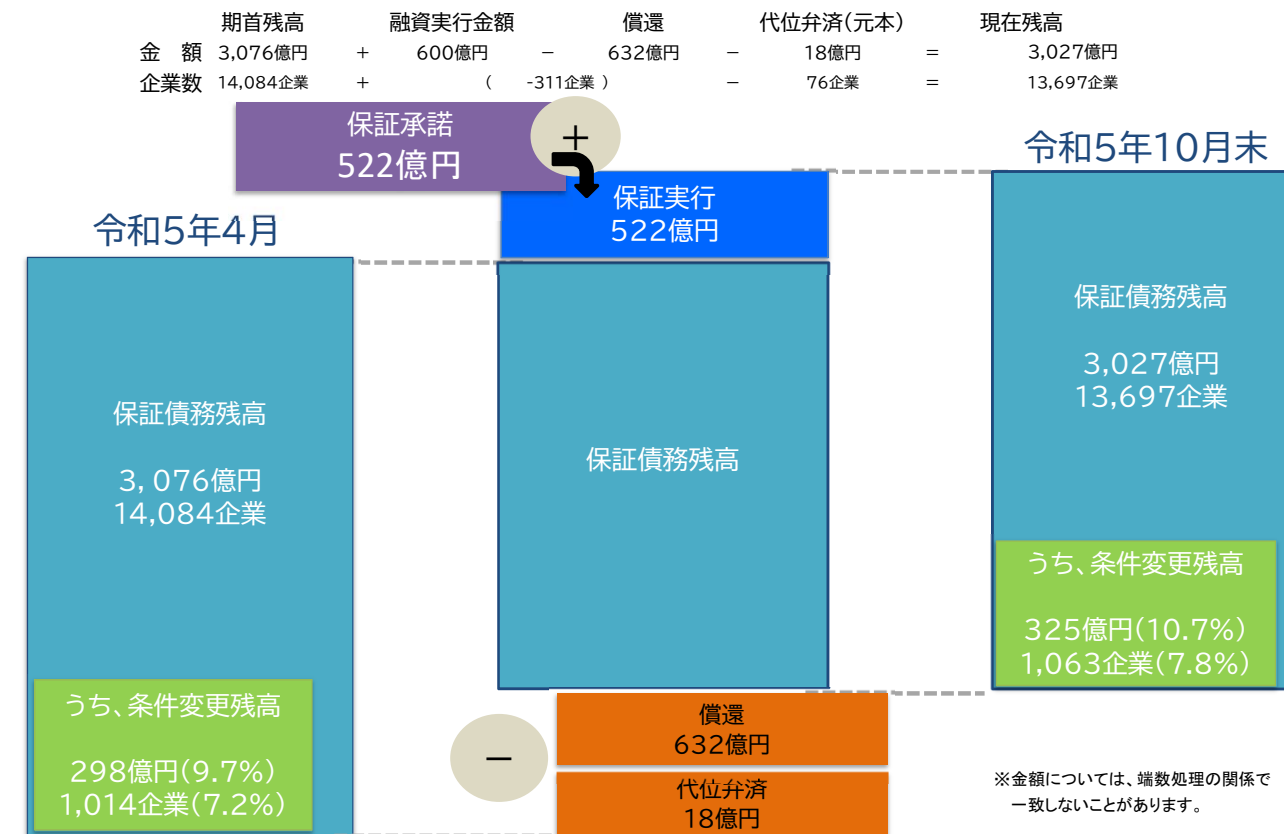 期首残高 融資実行金額 償還 代位弁済(元本) 現在残高
金 額 3,076億円 + 600億円 － 632億円 － 18億円 = 3,027億円
企業数 14,084企業 + ( -311企業 ) － 76企業 = 13,697企業
保証承諾
522億円
＋
令和5年10月末
保証実行
522億円
令和5年4月
保証債務残高
3,076億円
14,084企業
うち、条件変更残高
298億円(9.7%)
1,014企業(7.2%)
保証債務残高
－
償還
632億円
代位弁済
18億円
保証債務残高
3,027億円
13,697企業
うち、条件変更残高
325億円(10.7%)
1,063企業(7.8%)
※金額については、端数処理の関係で
一致しないことがあります。